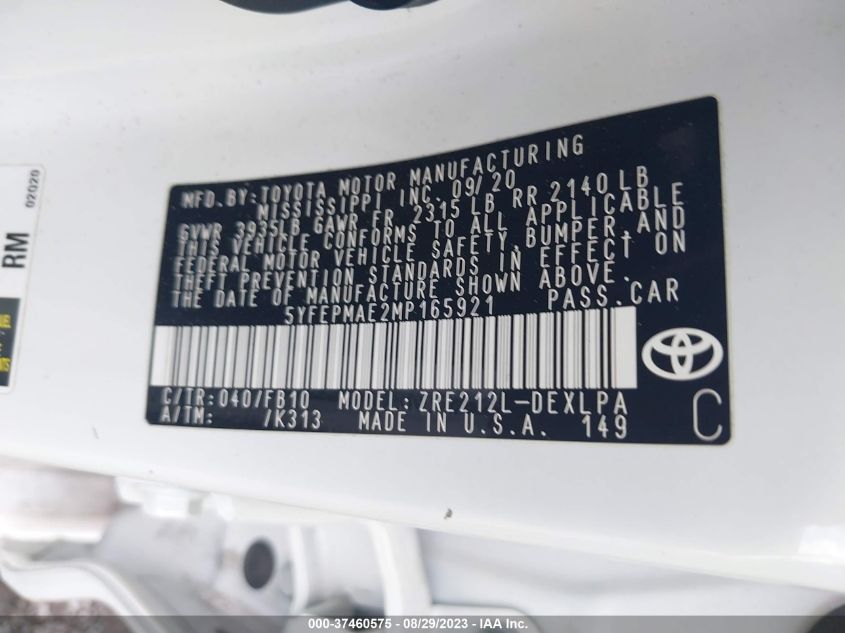 02020
RM
MFD.BY:TOYOTA MOTOR MANUFACTURING
MISSISSIPPI INC. 09/20
GVWR 3935LB GAWR FR 2315 LB RR 2140LB
THIS VEHICLE CONFORMS TO ALL APPLICABLE
FEDERAL MOTOR VEHICLE SAFETY,BUMPER,AND
THEFT PREVENTION STANDARDS IN EFFECT ON
THE DATE OF MANUFACTURE SHOWN ABOVE.
5YFEPMAE2MP165921 PASS.CAR
C/TR:040/FB10 MODEL:ZRE212L-DEXLPA
A/TM: /K313 MADE IN U.S.A. 149 C
000-37460575 - 08/29/2023 - IAA Inc.